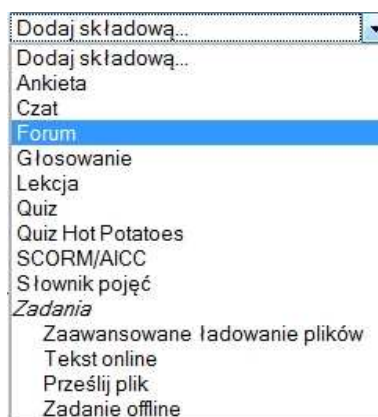 Dodaj składową...
Dodaj składową...
Ankieta
Czat
Forum
Głosowanie
Lekcja
Quiz
Quiz Hot Potatoes
SCORM/AICC
Słownik pojęć
Zadania
Zaawansowane ładowanie plików
Tekst online
Prześlij plik
Zadanie offline